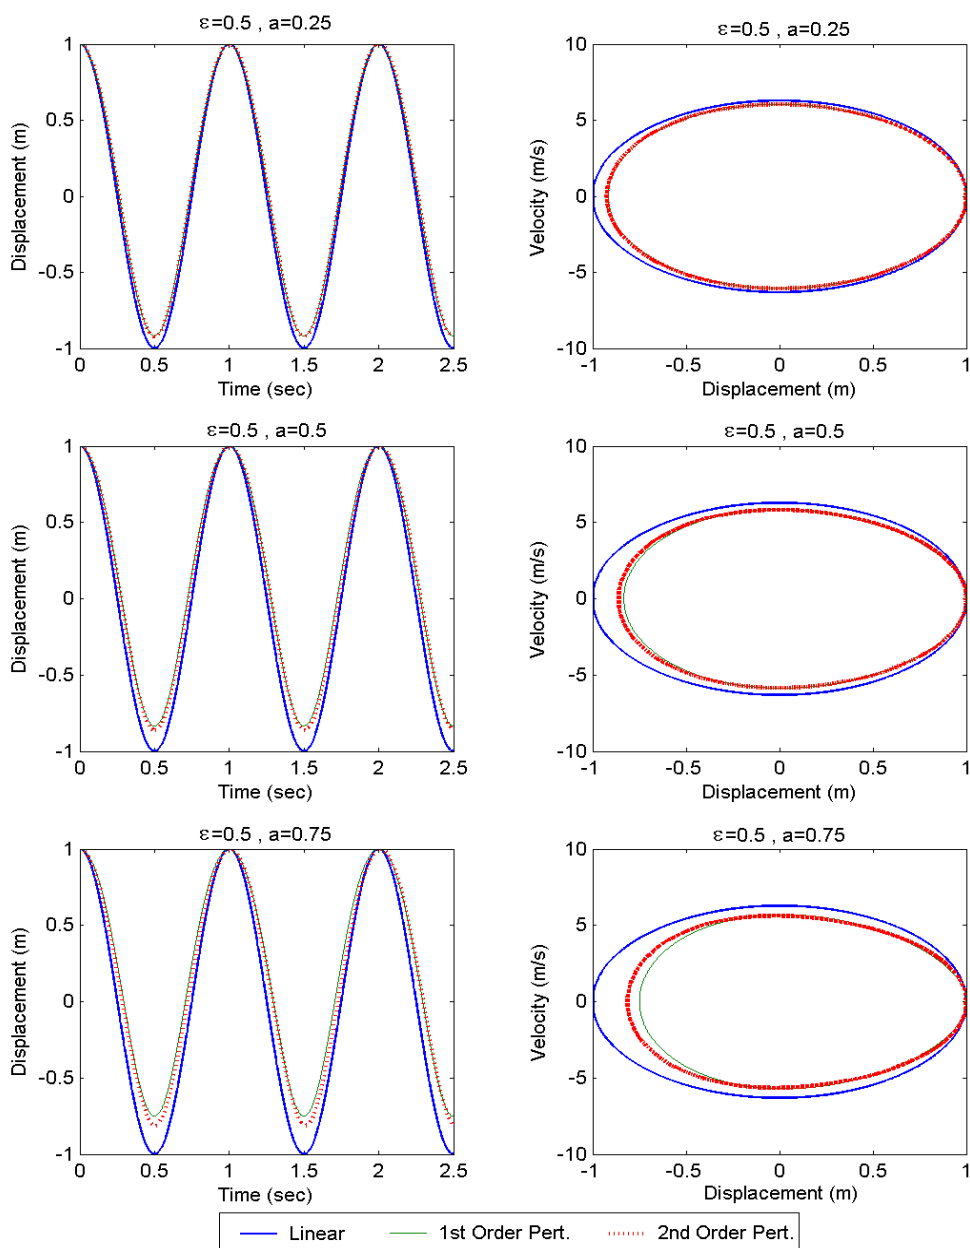 ε=0.5 , a=0.25
Displacement (m)
1
0.5
0
-0.5
-1
0 0.5 1 1.5 2 2.5
Time (sec)
ε=0.5 , a=0.25
Velocity (m/s)
10
5
0
-5
-10
-1 -0.5 0 0.5 1
Displacement (m)
ε=0.5 , a=0.5
Displacement (m)
1
0.5
0
-0.5
-1
0 0.5 1 1.5 2 2.5
Time (sec)
ε=0.5 , a=0.5
Velocity (m/s)
10
5
0
-5
-10
-1 -0.5 0 0.5 1
Displacement (m)
ε=0.5 , a=0.75
Displacement (m)
1
0.5
0
-0.5
-1
0 0.5 1 1.5 2 2.5
Time (sec)
ε=0.5 , a=0.75
Velocity (m/s)
10
5
0
-5
-10
-1 -0.5 0 0.5 1
Displacement (m)
Linear 1st Order Pert. 2nd Order Pert.